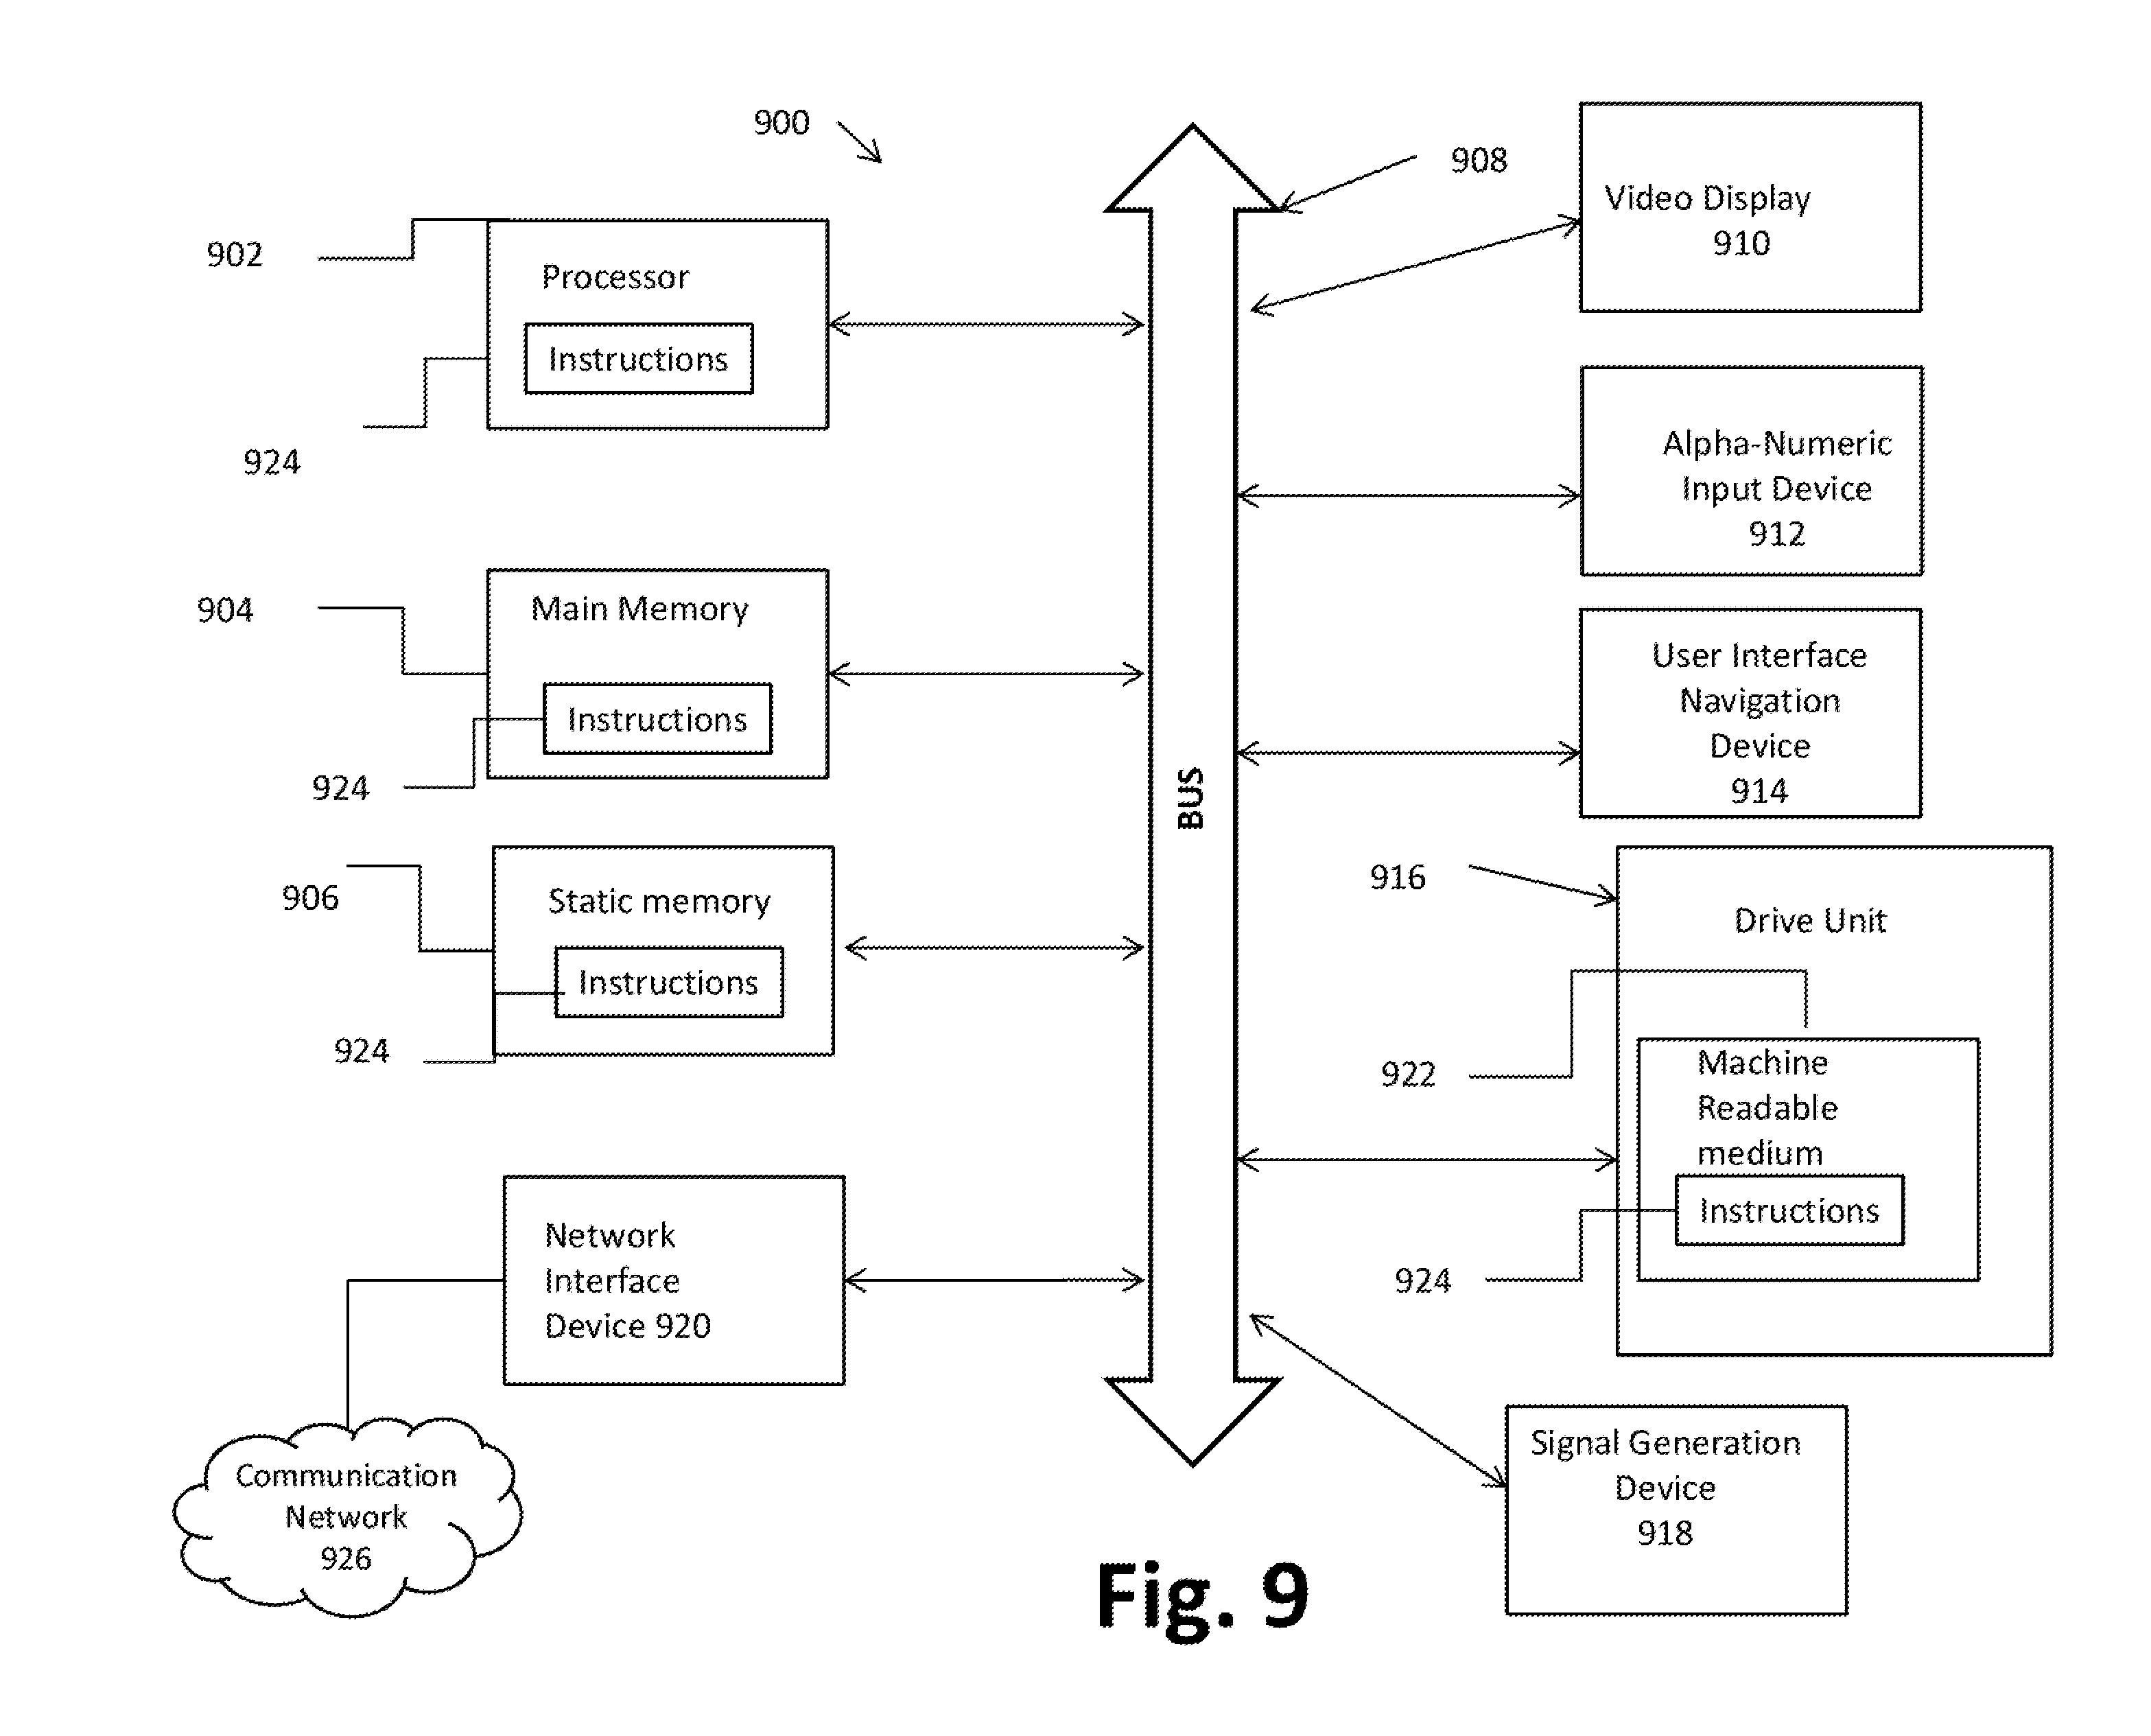 900
902
Processor
Instructions
924
904
Main Memory
Instructions
924
906
Static memory
Instructions
924
Network
Interface
Device 920
Communication
Network
926
BUS
908
Video Display
910
Alpha-Numeric
Input Device
912
User Interface
Navigation
Device
914
916
Drive Unit
922
Machine
Readable
medium
Instructions
924
Signal Generation
Device
918
Fig. 9